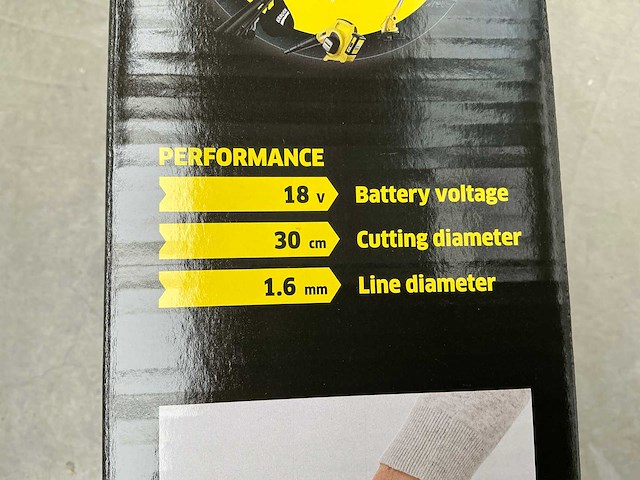 PERFORMANCE
18 V Battery voltage
30 cm Cutting diameter
1.6 mm Line diameter